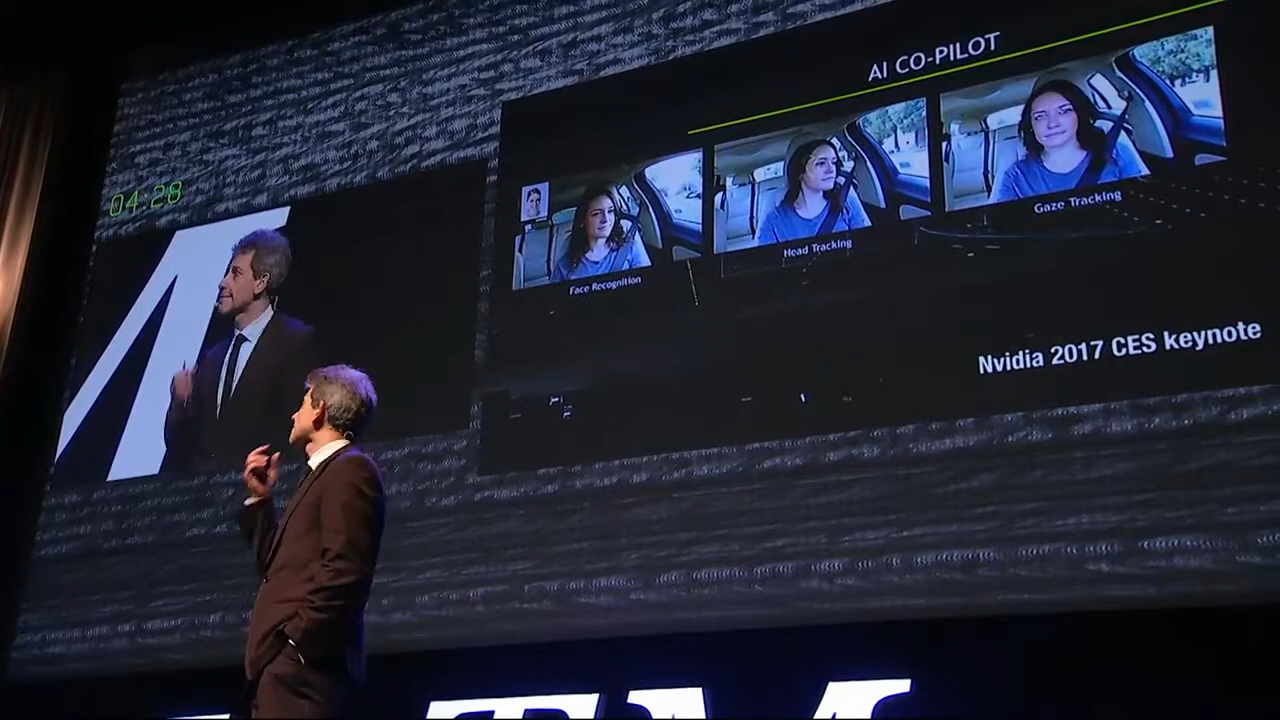 04:28
AI CO-PILOT
Face Recognition
Head Tracking
Gaze Tracking
Nvidia 2017 CES keynote